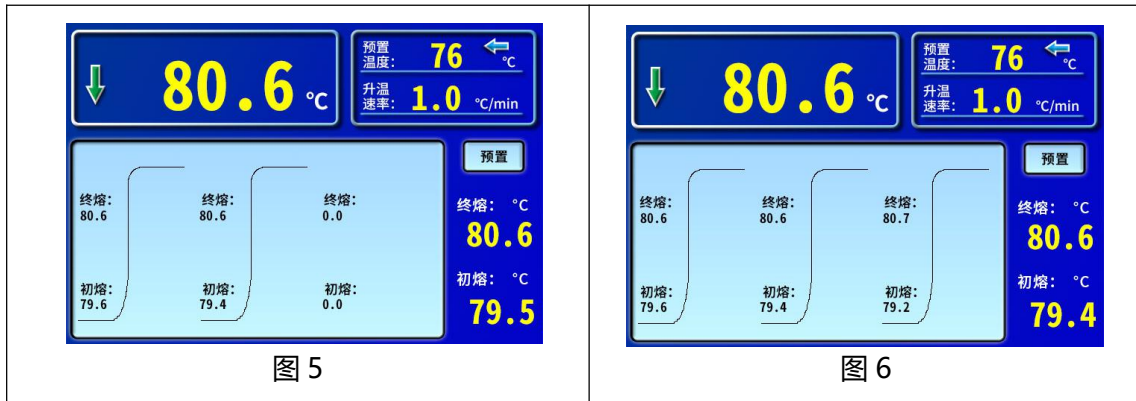 80.6 ℃
预置
温度: 76 ℃
升温
速率: 1.0 ℃/min
终熔:
80.6
终熔:
80.6
终熔:
0.0
初熔:
79.6
初熔:
79.4
初熔:
0.0
预置
终熔: ℃
80.6
初熔: ℃
79.5
图 5
80.6 ℃
预置
温度: 76 ℃
升温
速率: 1.0 ℃/min
终熔:
80.6
终熔:
80.6
终熔:
80.7
初熔:
79.6
初熔:
79.4
初熔:
79.2
预置
终熔: ℃
80.6
初熔: ℃
79.4
图 6